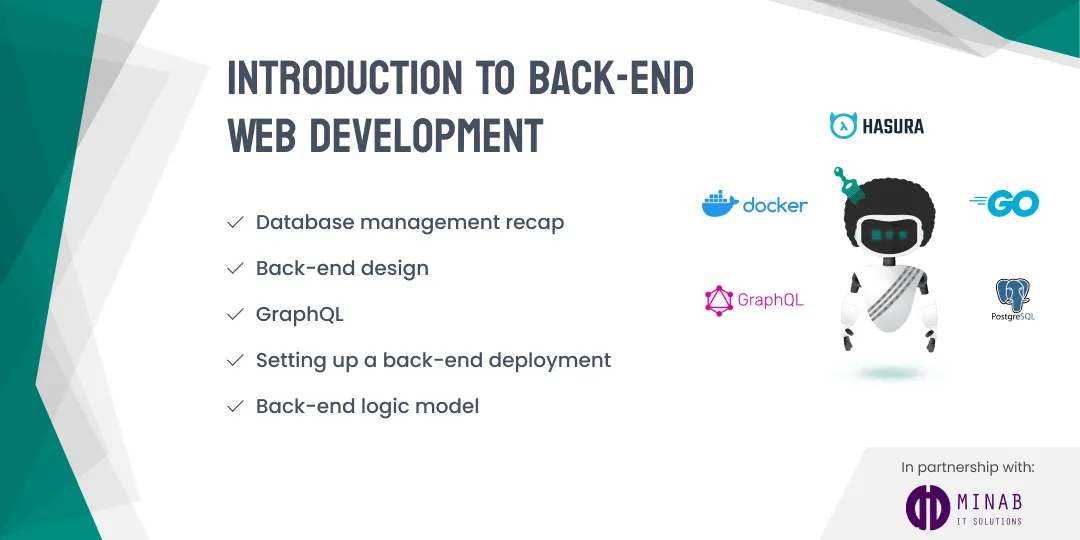 INTRODUCTION TO BACK-END
WEB DEVELOPMENT
Database management recap
Back-end design
GraphQL
Setting up a back-end deployment
Back-end logic model
HASURA
docker
GO
GraphQL
PostgreSQL
In partnership with:
MINAB
IT SOLUTIONS